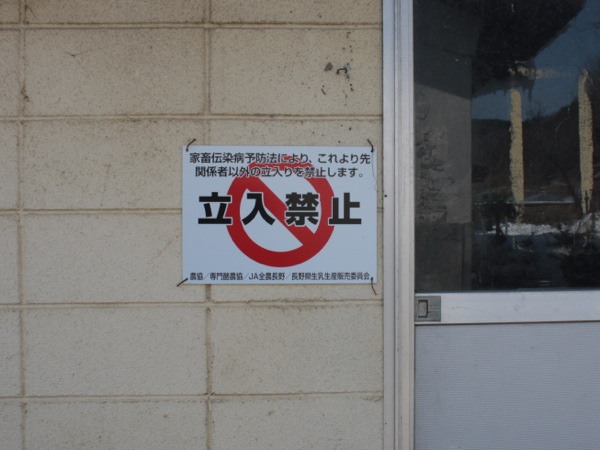 家畜伝染病予防法により、これより先
関係者以外の立入りを禁止します。
立入禁止
農協／専門酪農協／JA全農長野／長野県生乳生産販売委員会